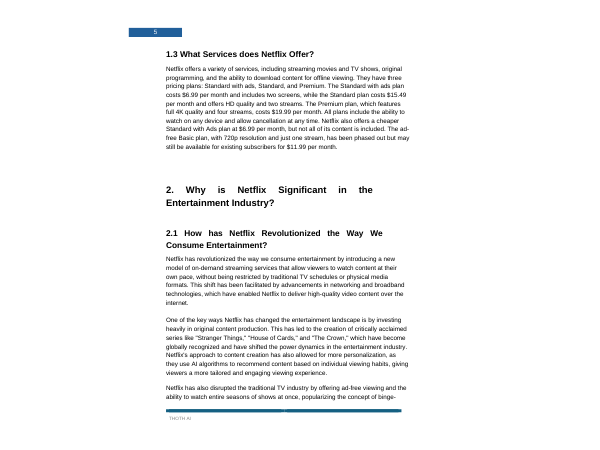 5
1.3 What Services does Netflix Offer?
Netflix offers a variety of services, including streaming movies and TV shows, original
programming, and the ability to download content for offline viewing. They have three
pricing plans: Standard with ads, Standard, and Premium. The Standard with ads plan
costs $6.99 per month and includes two screens, while the Standard plan costs $15.49
per month and offers HD quality and two streams. The Premium plan, which features
full 4K quality and four streams, costs $19.99 per month. All plans include the ability to
watch on any device and allow cancellation at any time. Netflix also offers a cheaper
Standard with Ads plan at $6.99 per month, but not all of its content is included. The ad-
free Basic plan, with 720p resolution and just one stream, has been phased out but may
still be available for existing subscribers for $11.99 per month.
2. Why is Netflix Significant in the
Entertainment Industry?
2.1 How has Netflix Revolutionized the Way We
Consume Entertainment?
Netflix has revolutionized the way we consume entertainment by introducing a new
model of on-demand streaming services that allow viewers to watch content at their
own pace, without being restricted by traditional TV schedules or physical media
formats. This shift has been facilitated by advancements in networking and broadband
technologies, which have enabled Netflix to deliver high-quality video content over the
internet.
One of the key ways Netflix has changed the entertainment landscape is by investing
heavily in original content production. This has led to the creation of critically acclaimed
series like "Stranger Things," "House of Cards," and "The Crown," which have become
globally recognized and have shifted the power dynamics in the entertainment industry.
Netflix's approach to content creation has also allowed for more personalization, as
they use AI algorithms to recommend content based on individual viewing habits, giving
viewers a more tailored and engaging viewing experience.
Netflix has also disrupted the traditional TV industry by offering ad-free viewing and the
ability to watch entire seasons of shows at once, popularizing the concept of binge-
THOTH AI